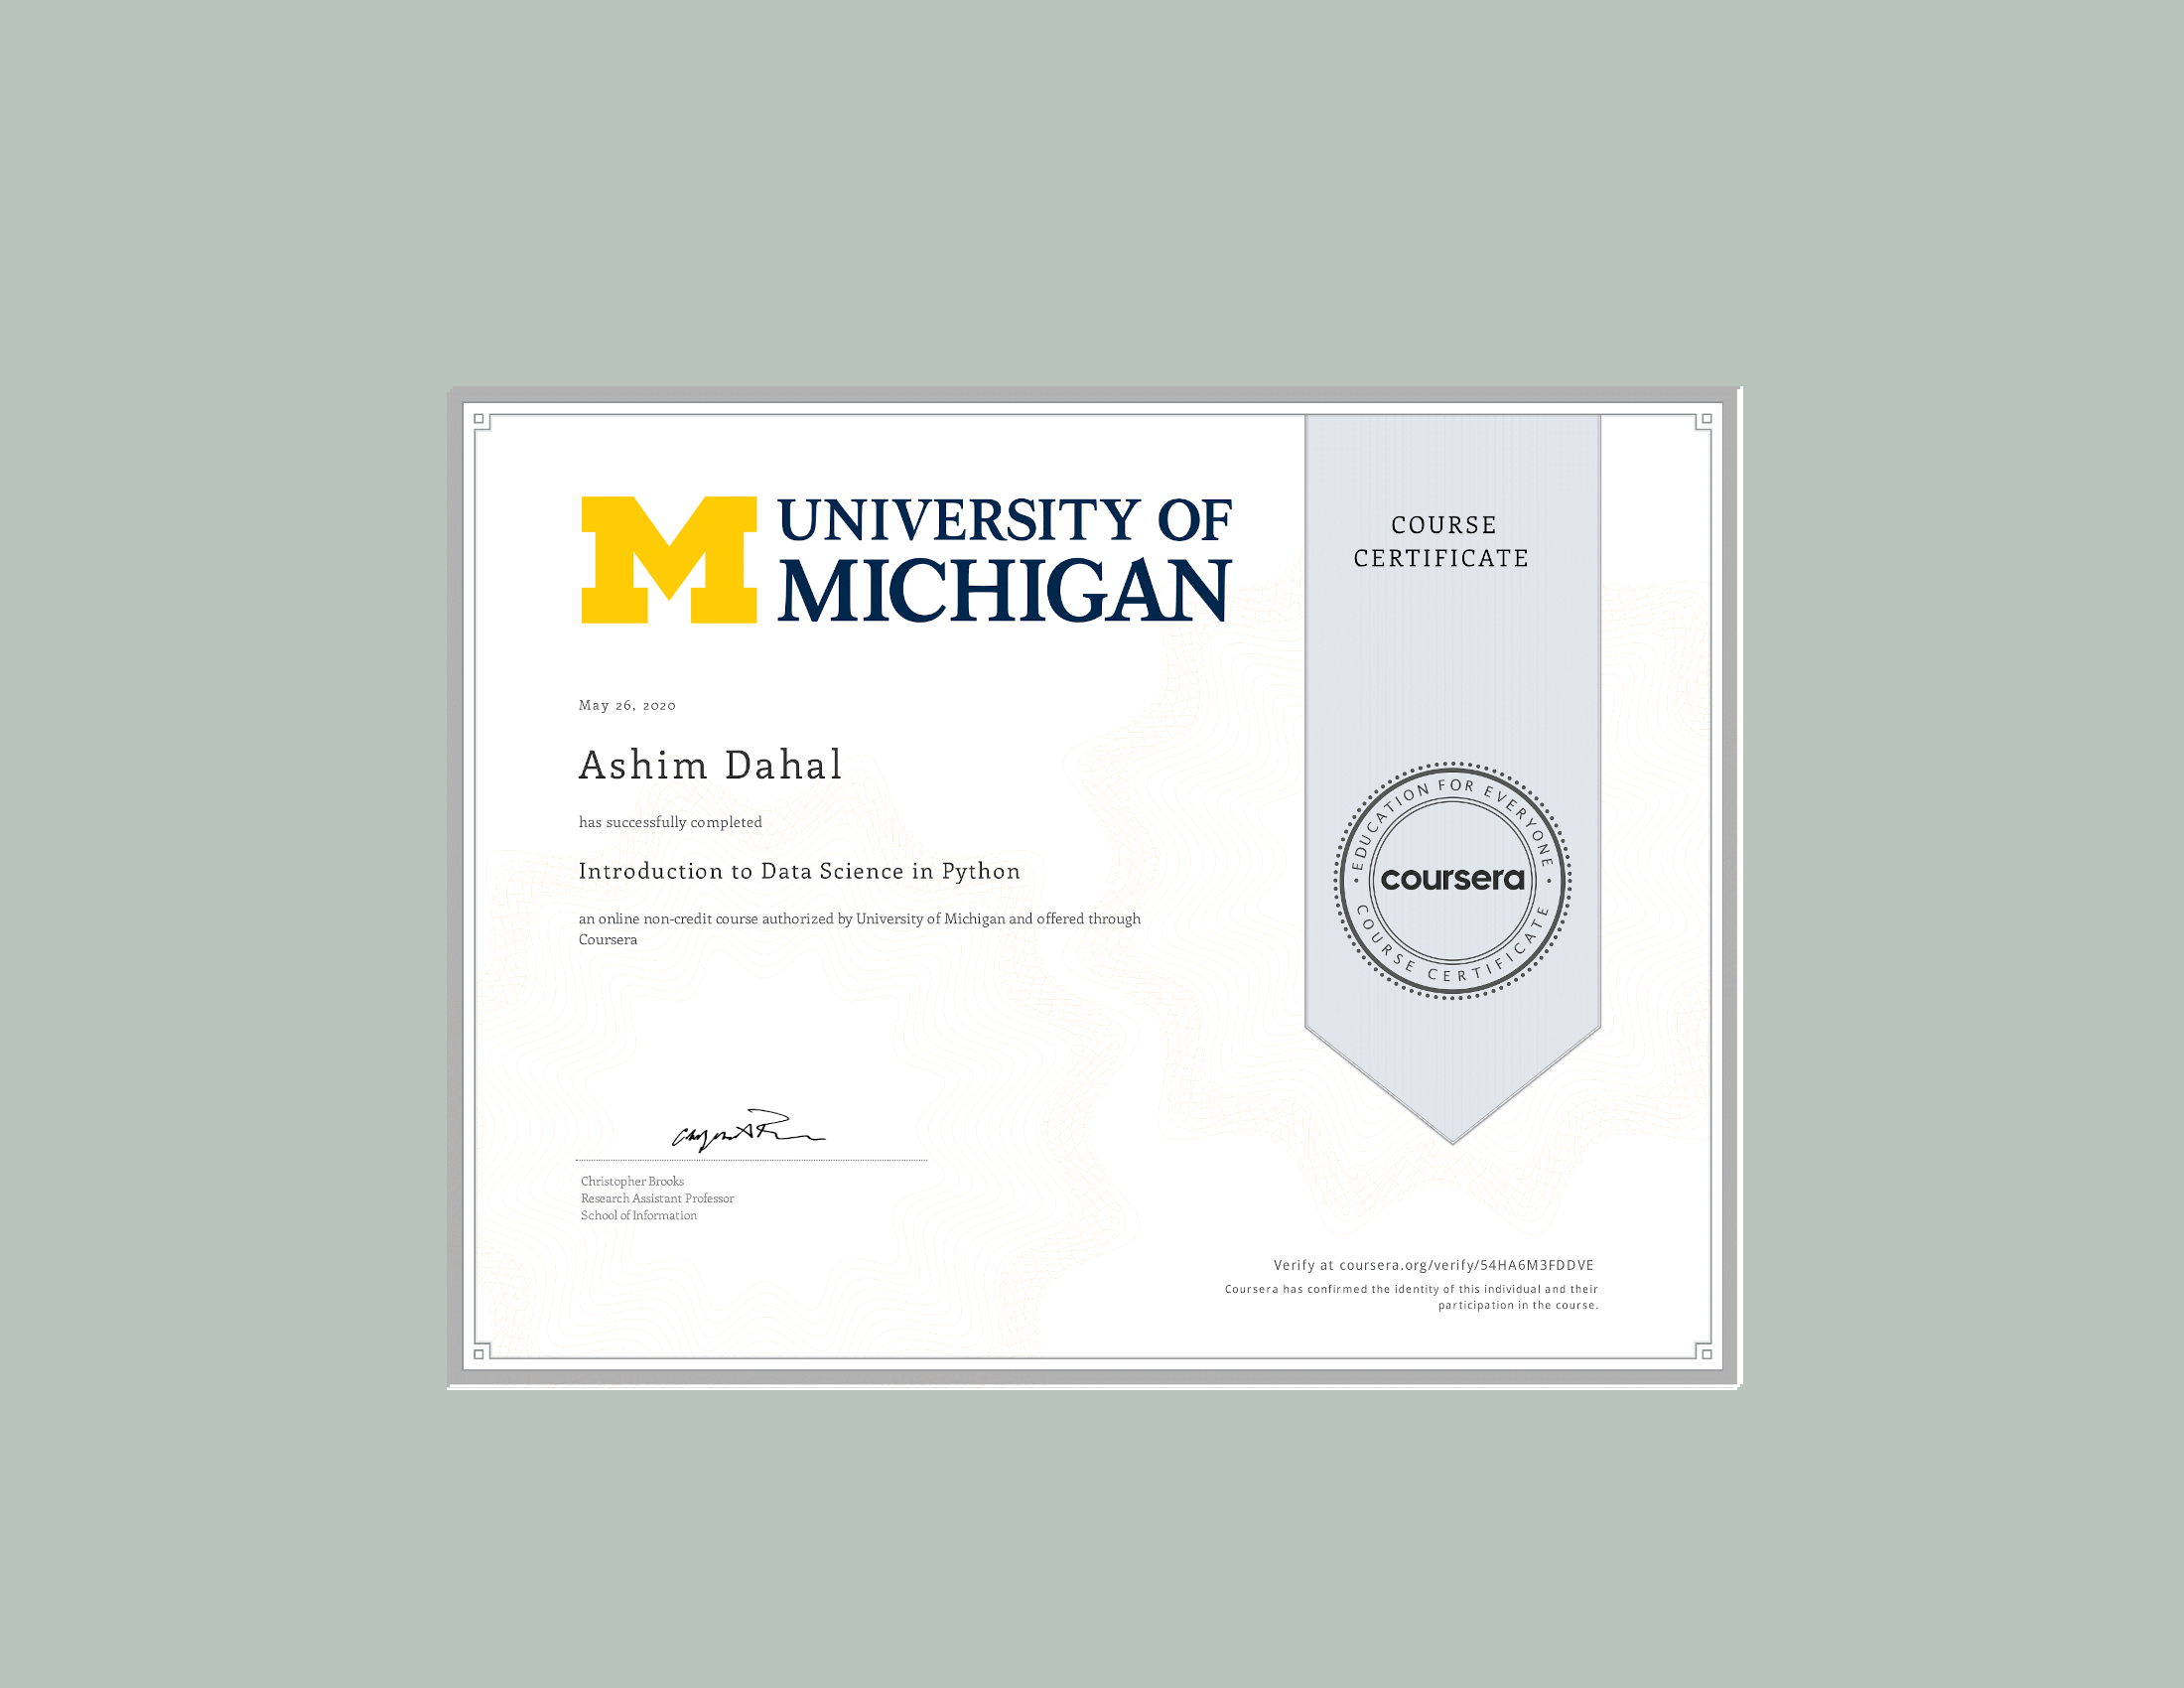 UNIVERSITY OF
MICHIGAN
COURSE
CERTIFICATE
May 26, 2020
Ashim Dahal
has successfully completed
Introduction to Data Science in Python
an online non-credit course authorized by University of Michigan and offered through
Coursera
EDUCATION FOR EVERYONE
coursera
COURSE CERTIFICATE
Christopher Brooks
Research Assistant Professor
School of Information
Verify at coursera.org/verify/54HA6M3FDDVE
Coursera has confirmed the identity of this individual and their
participation in the course.